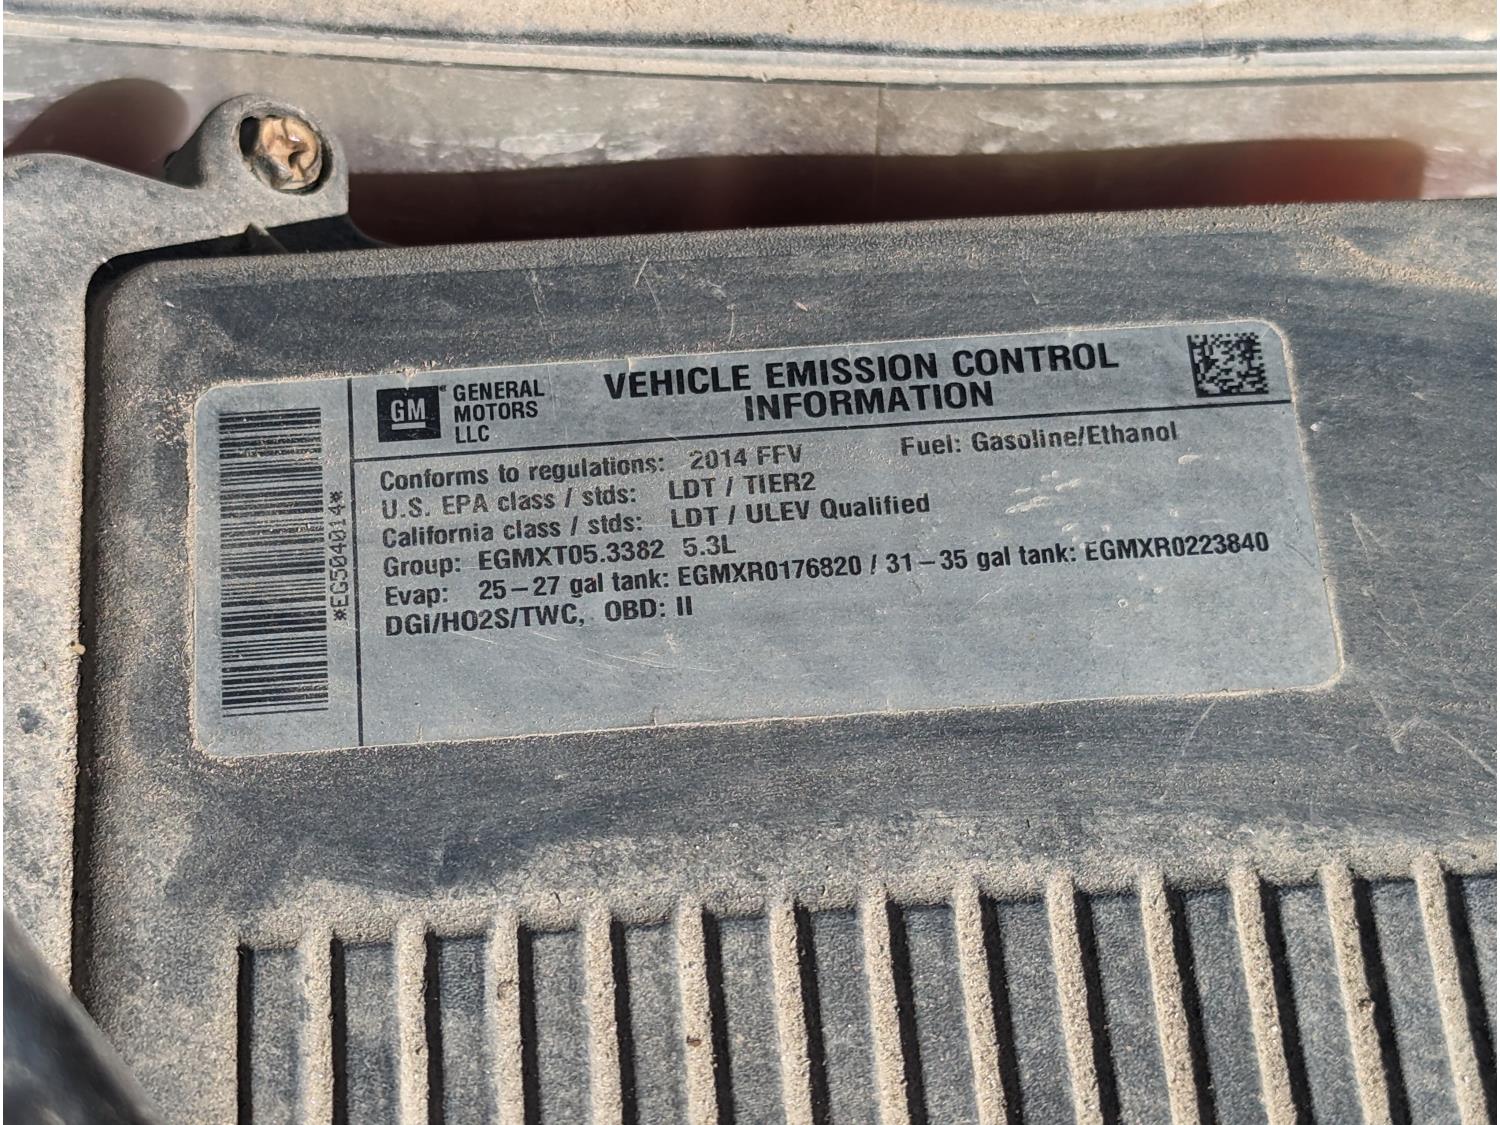 *EG5040014*
GM
GENERAL
MOTORS
LLC
VEHICLE EMISSION CONTROL
INFORMATION
Conforms to regulations: 2014 FFV Fuel: Gasoline/Ethanol
U.S. EPA class / stds: LDT / TIER2
California class / stds: LDT / ULEV Qualified
Group: EGMXT05.3382 5.3L
Evap: 25-27 gal tank: EGMXR0176820 / 31-35 gal tank: EGMXR0223840
DGI/HO2S/TWC, OBD: II